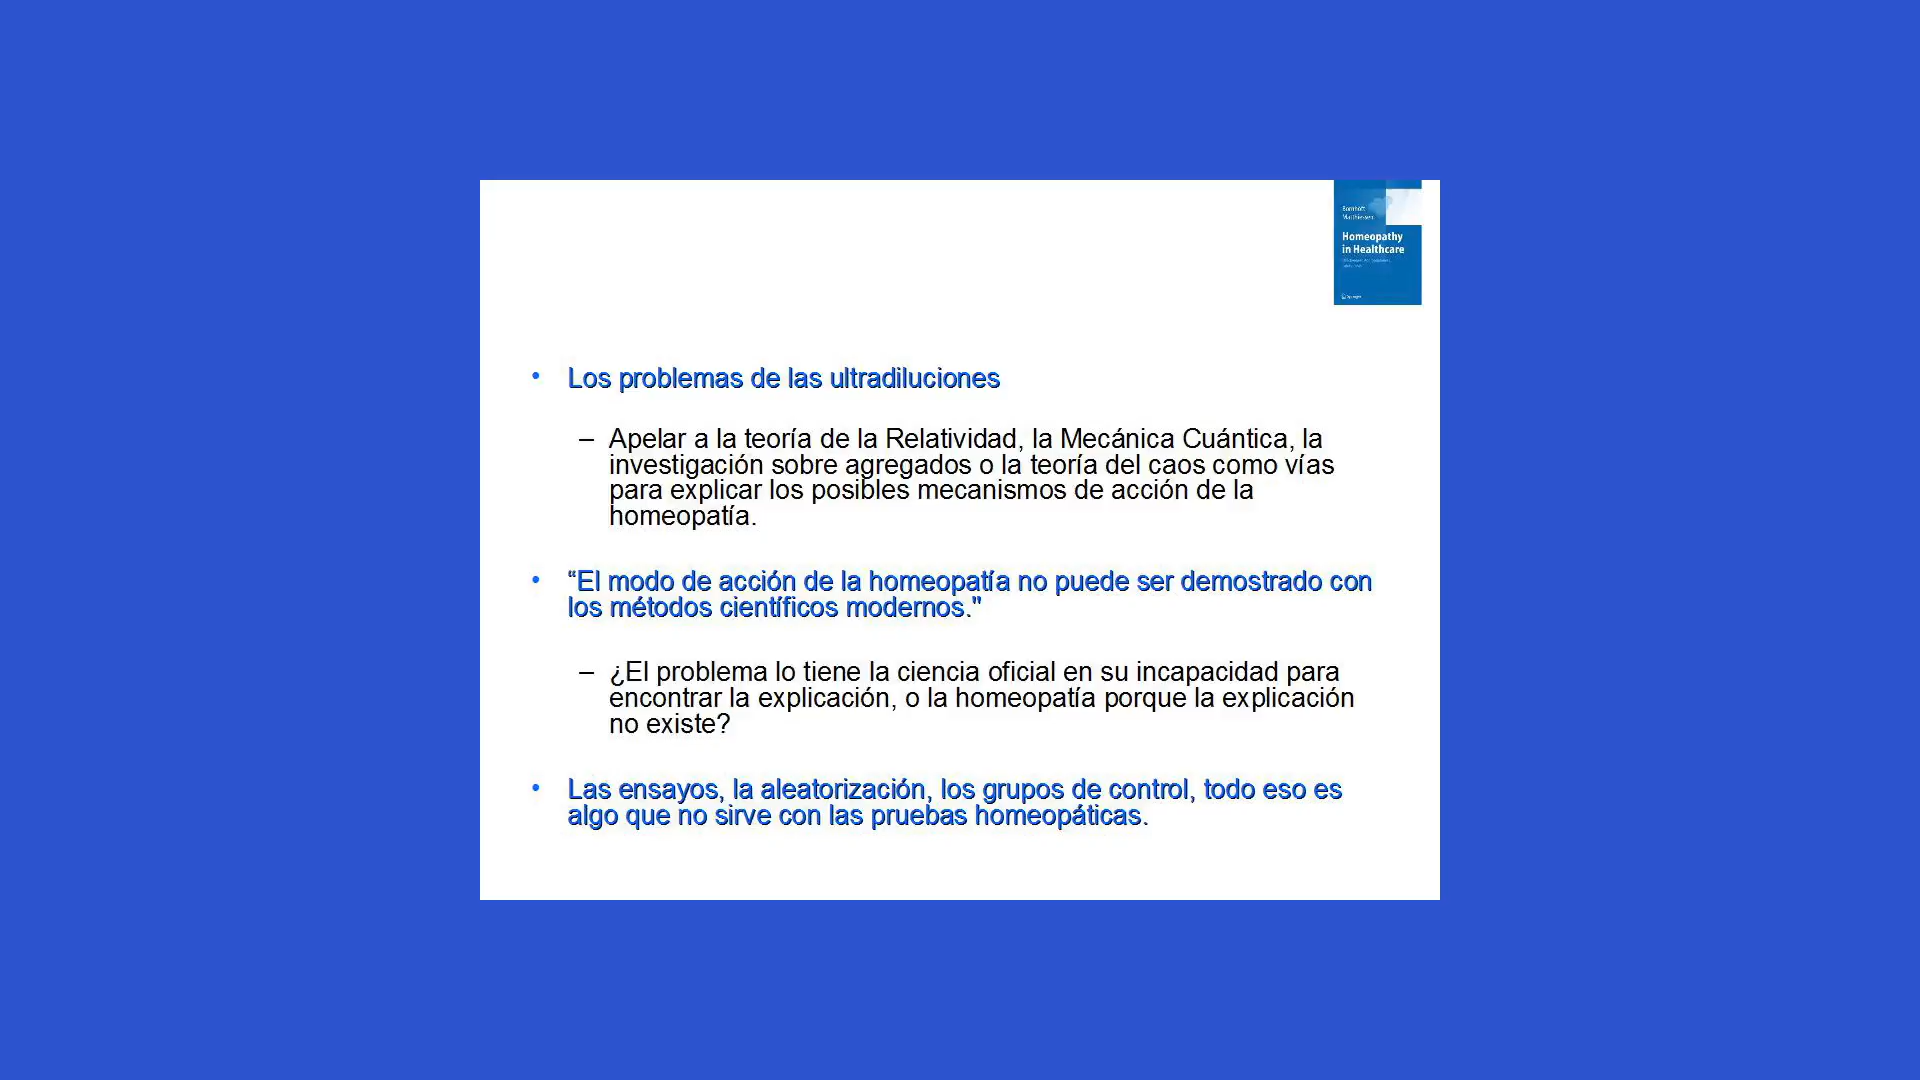 Bornhöft
Matthiessen
Homeopathy
in Healthcare
Springer
• Los problemas de las ultradiluciones
– Apelar a la teoría de la Relatividad, la Mecánica Cuántica, la
investigación sobre agregados o la teoría del caos como vías
para explicar los posibles mecanismos de acción de la
homeopatía.
• “El modo de acción de la homeopatía no puede ser demostrado con
los métodos científicos modernos."
– ¿El problema lo tiene la ciencia oficial en su incapacidad para
encontrar la explicación, o la homeopatía porque la explicación
no existe?
• Las ensayos, la aleatorización, los grupos de control, todo eso es
algo que no sirve con las pruebas homeopáticas.